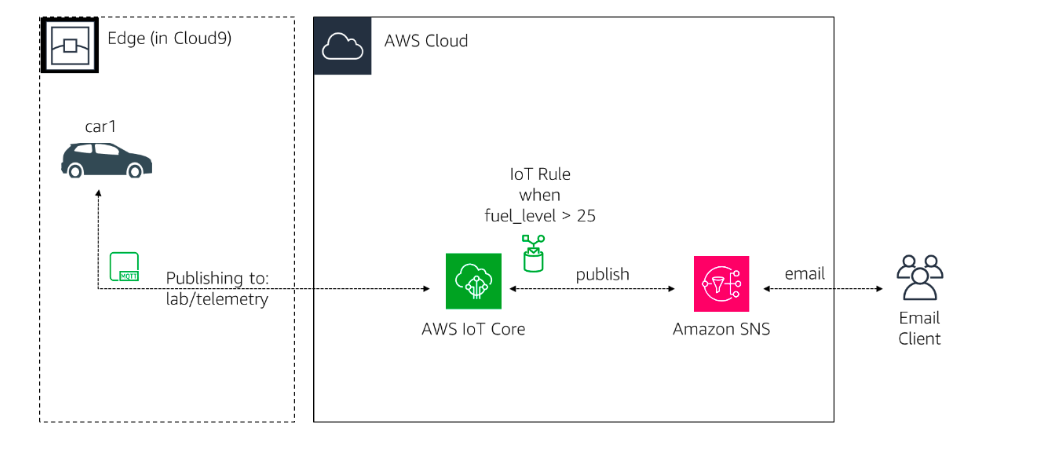 Edge (in Cloud9)
AWS Cloud
car1
IoT Rule
when
fuel_level > 25
MQTT
Publishing to:
lab/telemetry
publish
email
AWS IoT Core
Amazon SNS
Email
Client